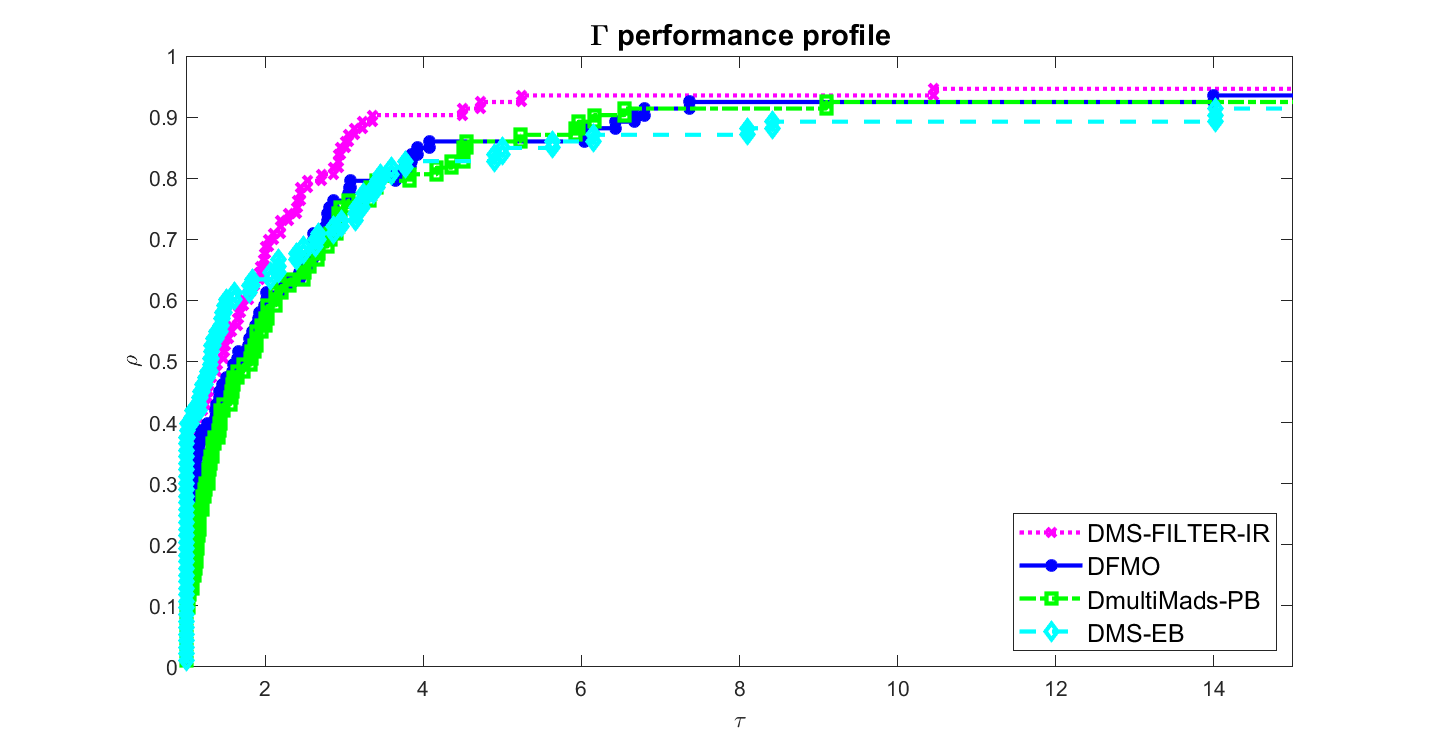 Γ performance profile
1
0.9
0.8
0.7
0.6
0.5
0.4
0.3
0.2
0.1
0
ρ
2 4 6 8 10 12 14
τ
DMS-FILTER-IR
DFMO
DmultiMads-PB
DMS-EB